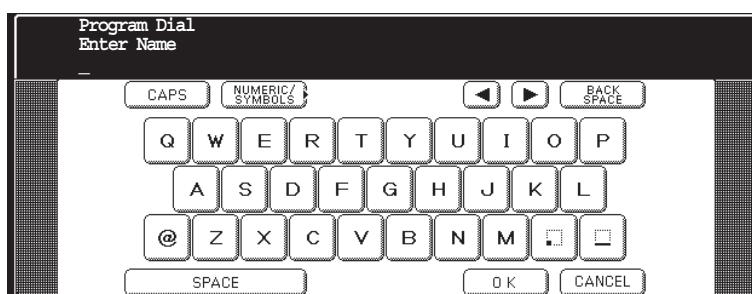 Program Dial
Enter Name
_
CAPS NUMERIC/ SYMBOLS ◀ ▶ BACK SPACE
Q W E R T Y U I O P
A S D F G H J K L
@ Z X C V B N M . _
SPACE OK CANCEL